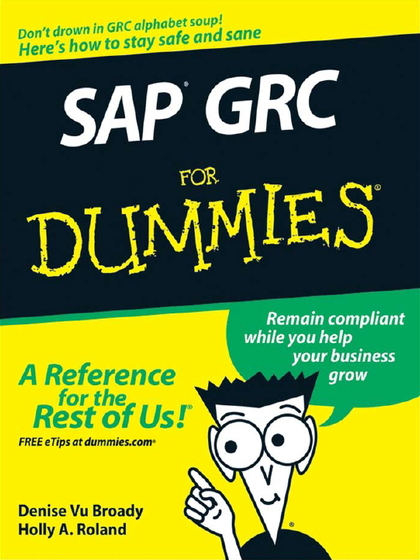 Don't drown in GRC alphabet soup!
Here's how to stay safe and sane
SAP® GRC
FOR
DUMMIES®
Remain compliant
while you help
your business
grow
A Reference
for the
Rest of Us!®
FREE eTips at dummies.com®
Denise Vu Broady
Holly A. Roland